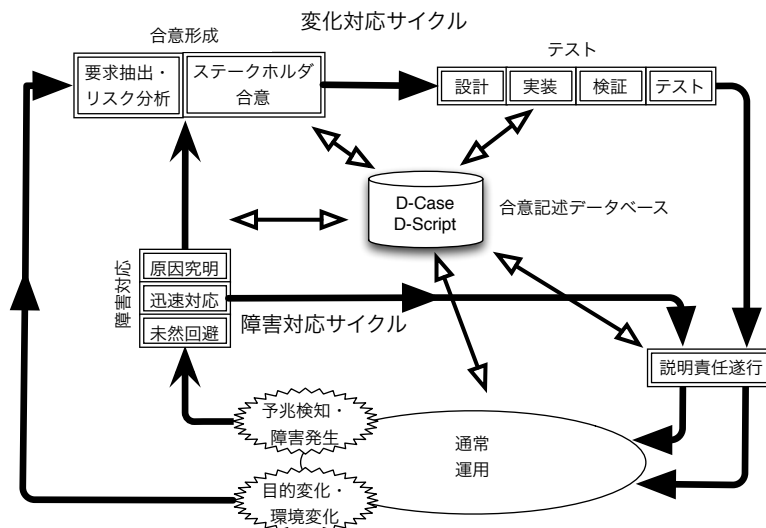 変化対応サイクル
合意形成
テスト
要求抽出・
リスク分析
ステークホルダ
合意
設計
実装
検証
テスト
D-Case
D-Script
合意記述データベース
障害対応
原因究明
迅速対応
未然回避
障害対応サイクル
説明責任遂行
予兆検知・
障害発生
通常
運用
目的変化・
環境変化